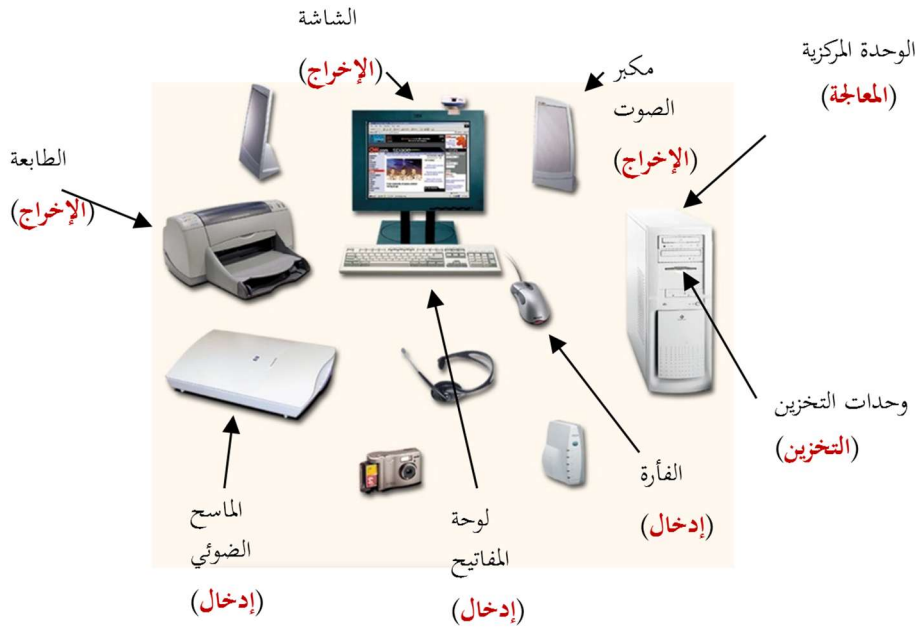 الشاشة
(الإخراج)
مكبر
الصوت
(الإخراج)
الوحدة المركزية
(المعالجة)
الطابعة
(الإخراج)
وحدات التخزين
(التخزين)
الفأرة
(إدخال)
لوحة
المفاتيح
(إدخال)
الماسح
الضوئي
(إدخال)